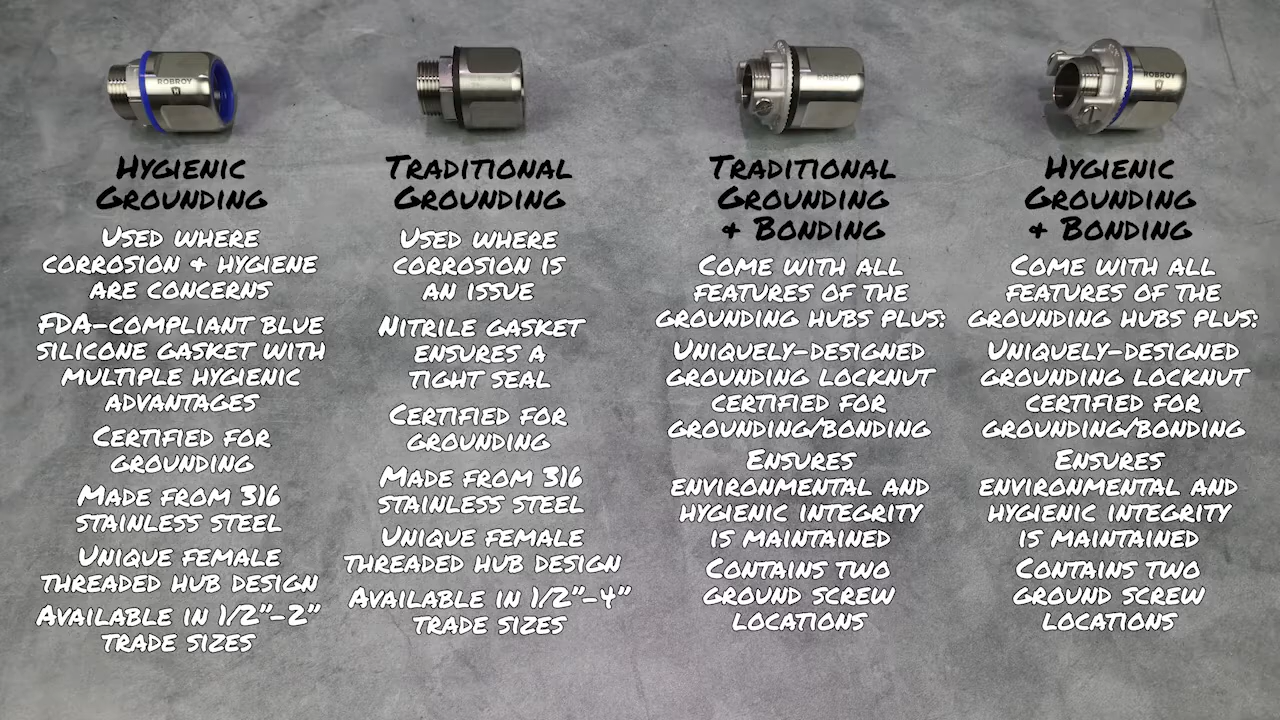 ROBROY
ROBROY
ROBROY
HYGIENIC
GROUNDING
USED WHERE
CORROSION & HYGIENE
ARE CONCERNS
FDA-COMPLIANT BLUE
SILICONE GASKET WITH
MULTIPLE HYGIENIC
ADVANTAGES
CERTIFIED FOR
GROUNDING
MADE FROM 316
STAINLESS STEEL
UNIQUE FEMALE
THREADED HUB DESIGN
AVAILABLE IN 1/2"-2"
TRADE SIZES
TRADITIONAL
GROUNDING
USED WHERE
CORROSION IS
AN ISSUE
NITRILE GASKET
ENSURES A
TIGHT SEAL
CERTIFIED FOR
GROUNDING
MADE FROM 316
STAINLESS STEEL
UNIQUE FEMALE
THREADED HUB DESIGN
AVAILABLE IN 1/2"-4"
TRADE SIZES
TRADITIONAL
GROUNDING
& BONDING
COME WITH ALL
FEATURES OF THE
GROUNDING HUBS PLUS:
UNIQUELY-DESIGNED
GROUNDING LOCKNUT
CERTIFIED FOR
GROUNDING/BONDING
ENSURES
ENVIRONMENTAL AND
HYGIENIC INTEGRITY
IS MAINTAINED
CONTAINS TWO
GROUND SCREW
LOCATIONS
HYGIENIC
GROUNDING
& BONDING
COME WITH ALL
FEATURES OF THE
GROUNDING HUBS PLUS:
UNIQUELY-DESIGNED
GROUNDING LOCKNUT
CERTIFIED FOR
GROUNDING/BONDING
ENSURES
ENVIRONMENTAL AND
HYGIENIC INTEGRITY
IS MAINTAINED
CONTAINS TWO
GROUND SCREW
LOCATIONS